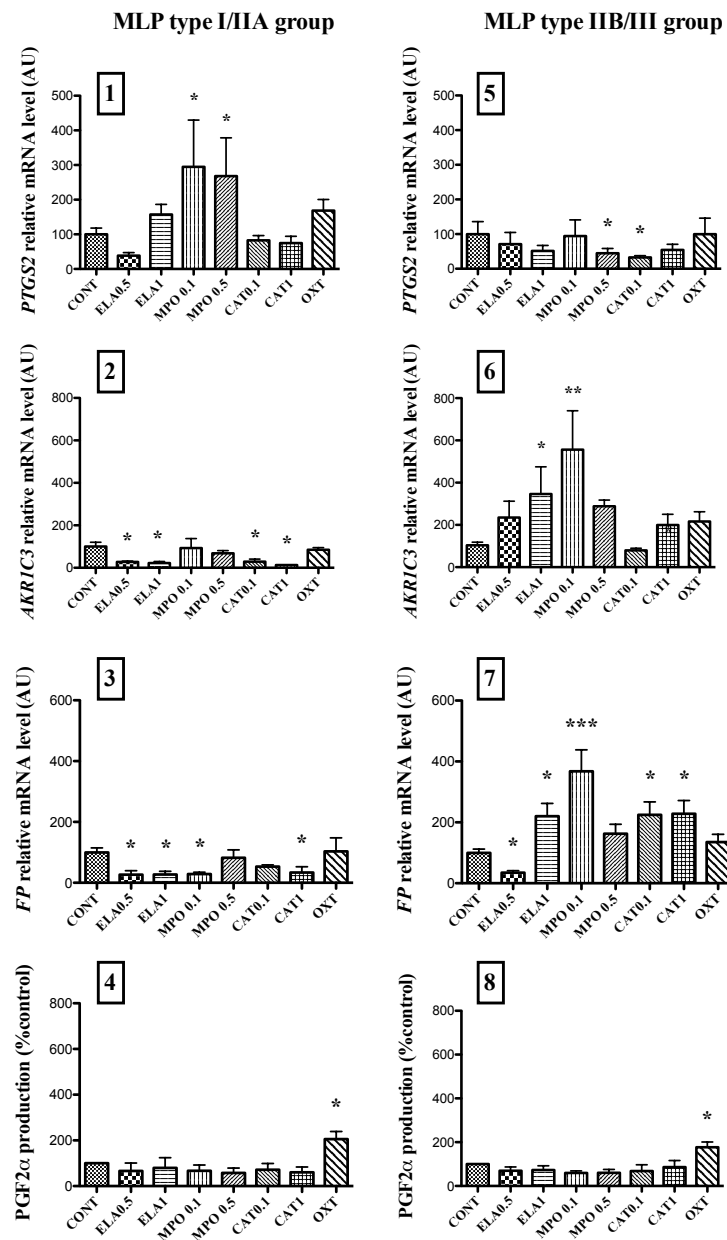 MLP type I/IIA group
MLP type IIB/III group
1
PTGS2 relative mRNA level (AU)
500
400
300
200
100
0
* *
CONT ELA0.5 ELA1 MPO 0.1 MPO 0.5 CAT0.1 CAT1 OXT
5
PTGS2 relative mRNA level (AU)
500
400
300
200
100
0
* *
CONT ELA0.5 ELA1 MPO 0.1 MPO 0.5 CAT0.1 CAT1 OXT
2
AKR1C3 relative mRNA level (AU)
800
600
400
200
0
* * * *
CONT ELA0.5 ELA1 MPO 0.1 MPO 0.5 CAT0.1 CAT1 OXT
6
AKR1C3 relative mRNA level (AU)
800
600
400
200
0
* **
CONT ELA0.5 ELA1 MPO 0.1 MPO 0.5 CAT0.1 CAT1 OXT
3
FP relative mRNA level (AU)
600
400
200
0
* * * *
CONT ELA0.5 ELA1 MPO 0.1 MPO 0.5 CAT0.1 CAT1 OXT
7
FP relative mRNA level (AU)
600
400
200
0
* * *** * *
CONT ELA0.5 ELA1 MPO 0.1 MPO 0.5 CAT0.1 CAT1 OXT
4
PGF2α production (%control)
800
600
400
200
0
*
CONT ELA0.5 ELA1 MPO 0.1 MPO 0.5 CAT0.1 CAT1 OXT
8
PGF2α production (%control)
800
600
400
200
0
*
CONT ELA0.5 ELA1 MPO 0.1 MPO 0.5 CAT0.1 CAT1 OXT